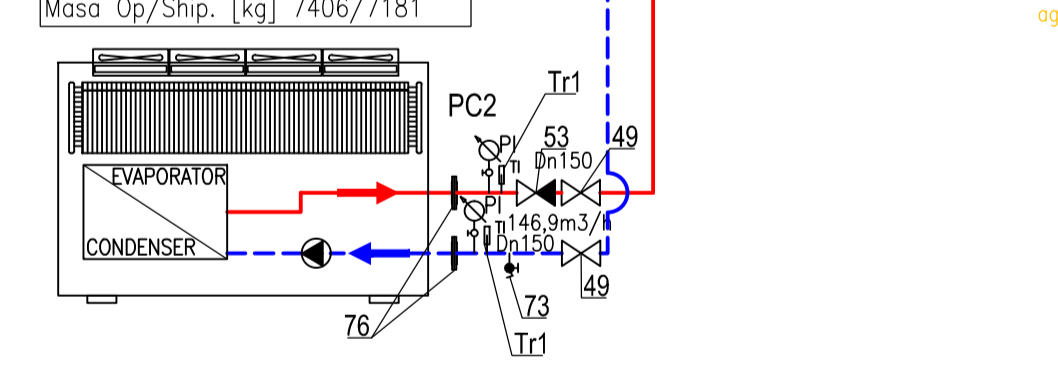 Masa Op/Ship. [kg] 7406/7181
ag
Tr1
PC2
PI
53
49
TI
Dn150
EVAPORATOR
PI
TI
146,9m3/h
CONDENSER
Dn150
49
73
76
Tr1